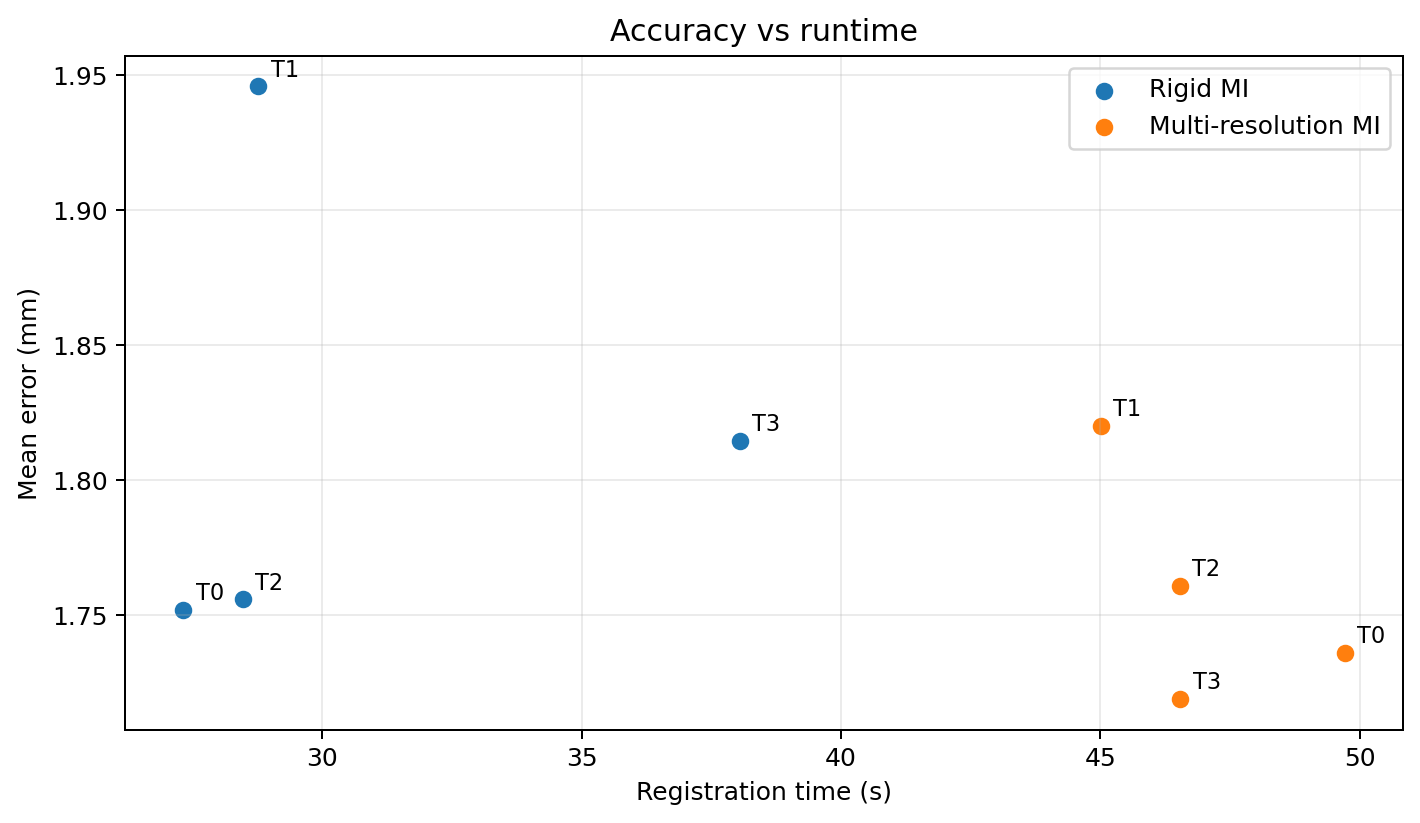 Accuracy vs runtime
T1
Rigid MI
Multi-resolution MI
1.95
1.90
1.85
1.80
1.75
Mean error (mm)
T3
T1
T0
T2
T2
T0
T3
30
35
40
45
50
Registration time (s)